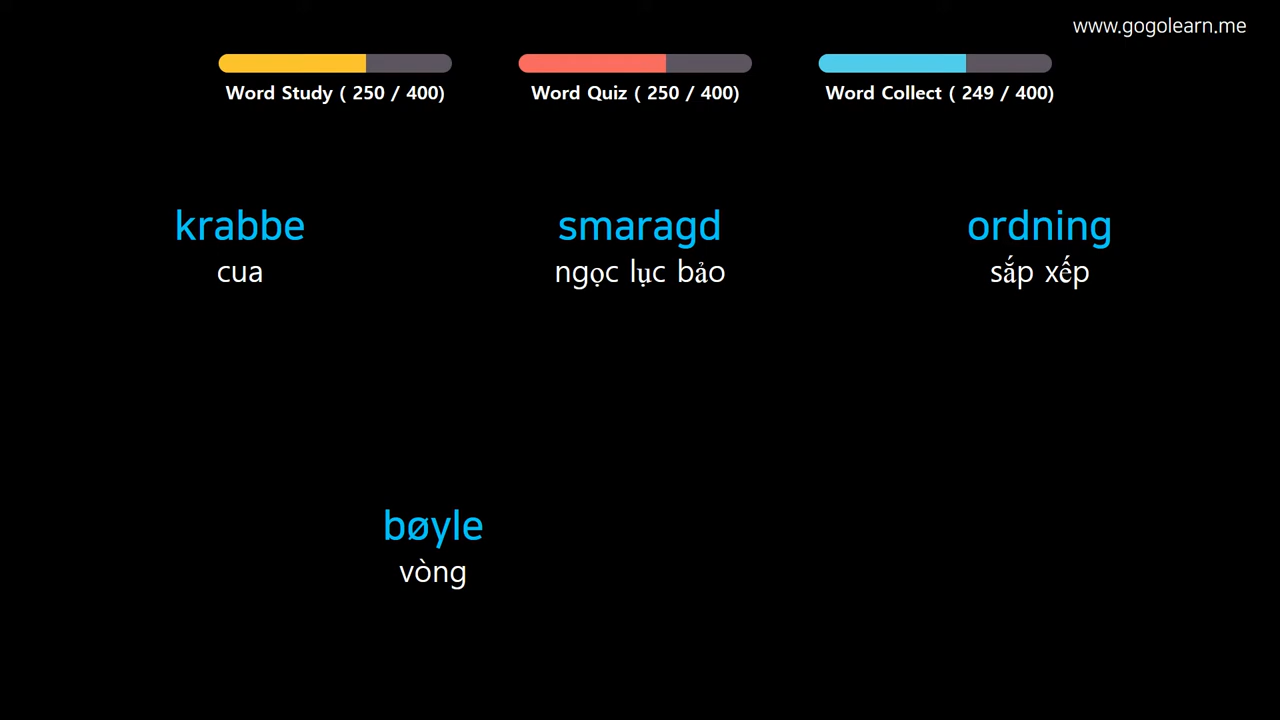 www.gogolearn.me
Word Study ( 250 / 400)
Word Quiz ( 250 / 400)
Word Collect ( 249 / 400)
krabbe
cua
smaragd
ngọc lục bảo
ordning
sắp xếp
bøyle
vòng